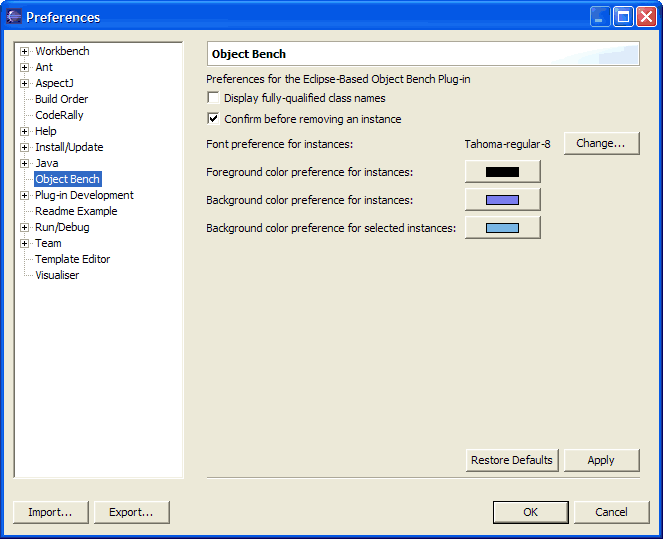 Preferences
Workbench
Ant
AspectJ
Build Order
CodeRally
Help
Install/Update
Java
Object Bench
Plug-in Development
Readme Example
Run/Debug
Team
Template Editor
Visualiser
Object Bench
Preferences for the Eclipse-Based Object Bench Plug-in
Display fully-qualified class names
Confirm before removing an instance
Font preference for instances: Tahoma-regular-8 Change...
Foreground color preference for instances:
Background color preference for instances:
Background color preference for selected instances:
Restore Defaults Apply
Import... Export... OK Cancel